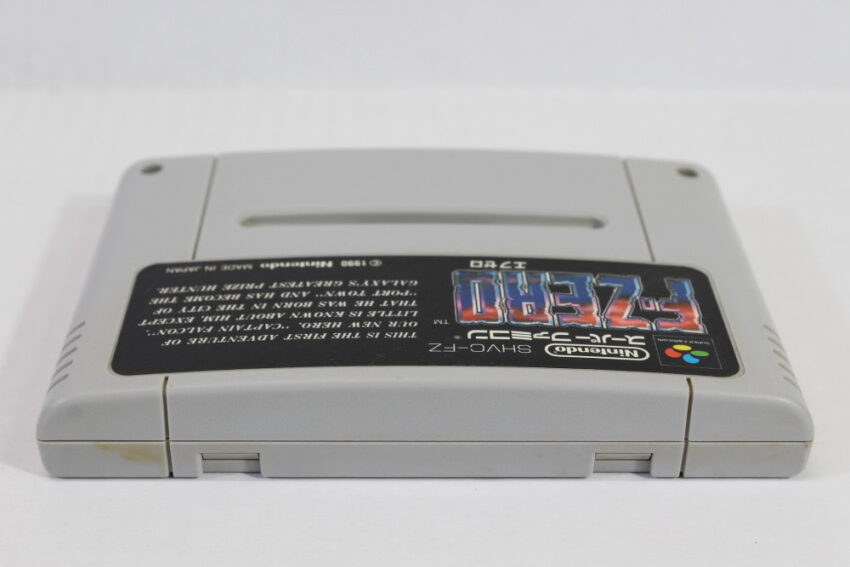 SUPER Famicom
Nintendo
スーパーファミコン
SHVC-FZ
F-ZERO
TM
エフゼロ
THIS IS THE FIRST ADVENTURE OF
OUR NEW HERO, "CAPTAIN FALCON".
LITTLE IS KNOWN ABOUT HIM, EXCEPT
THAT HE WAS BORN IN THE CITY OF
"PORT TOWN" AND HAS BECOME THE
GALAXY'S GREATEST PRIZE HUNTER.
© 1990 Nintendo MADE IN JAPAN